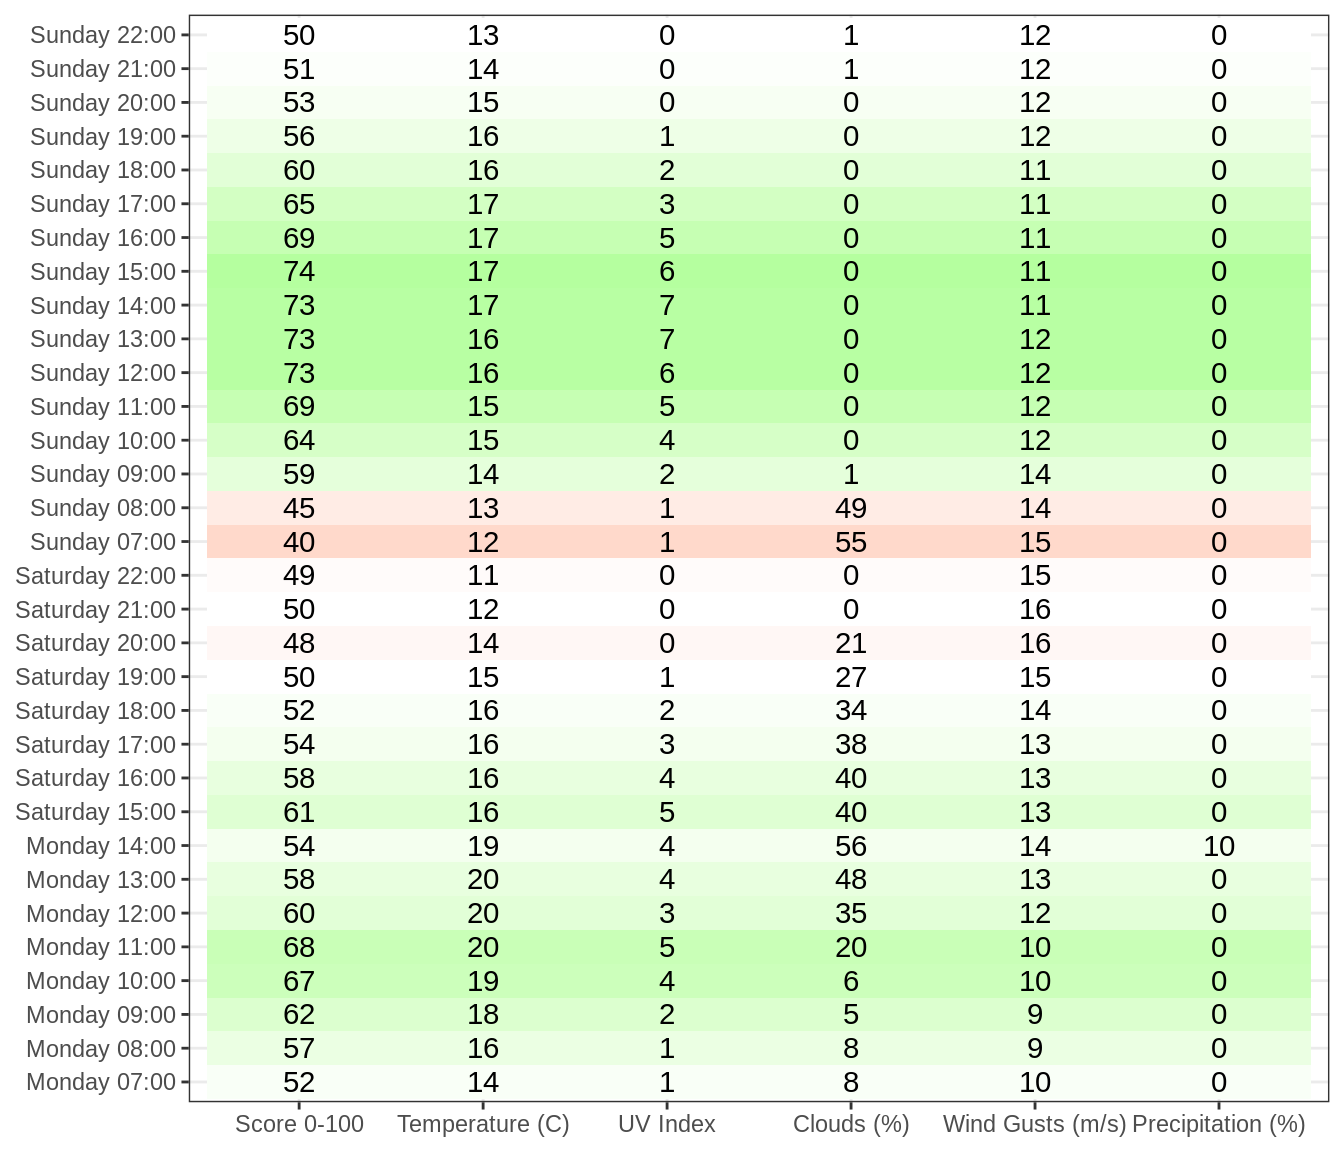 Sunday 22:00 50 13 0 1 12 0
Sunday 21:00 51 14 0 1 12 0
Sunday 20:00 53 15 0 0 12 0
Sunday 19:00 56 16 1 0 12 0
Sunday 18:00 60 16 2 0 11 0
Sunday 17:00 65 17 3 0 11 0
Sunday 16:00 69 17 5 0 11 0
Sunday 15:00 74 17 6 0 11 0
Sunday 14:00 73 17 7 0 11 0
Sunday 13:00 73 16 7 0 12 0
Sunday 12:00 73 16 6 0 12 0
Sunday 11:00 69 15 5 0 12 0
Sunday 10:00 64 15 4 0 12 0
Sunday 09:00 59 14 2 1 14 0
Sunday 08:00 45 13 1 49 14 0
Sunday 07:00 40 12 1 55 15 0
Saturday 22:00 49 11 0 0 15 0
Saturday 21:00 50 12 0 0 16 0
Saturday 20:00 48 14 0 21 16 0
Saturday 19:00 50 15 1 27 15 0
Saturday 18:00 52 16 2 34 14 0
Saturday 17:00 54 16 3 38 13 0
Saturday 16:00 58 16 4 40 13 0
Saturday 15:00 61 16 5 40 13 0
Monday 14:00 54 19 4 56 14 10
Monday 13:00 58 20 4 48 13 0
Monday 12:00 60 20 3 35 12 0
Monday 11:00 68 20 5 20 10 0
Monday 10:00 67 19 4 6 10 0
Monday 09:00 62 18 2 5 9 0
Monday 08:00 57 16 1 8 9 0
Monday 07:00 52 14 1 8 10 0
Score 0-100 Temperature (C) UV Index Clouds (%) Wind Gusts (m/s) Precipitation (%)